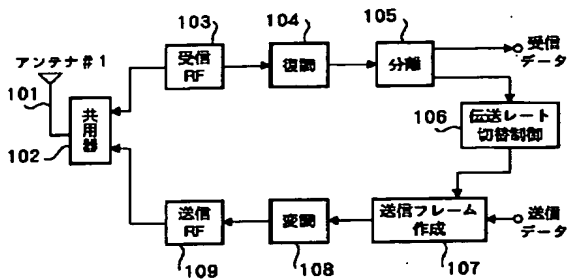 103
104
105
アンテナ#1
受信
RF
復調
分離
受信
データ
101
共
用
器
102
106
伝送レート
切替制御
送信
RF
変調
送信フレーム
作成
送信
データ
109
108
107